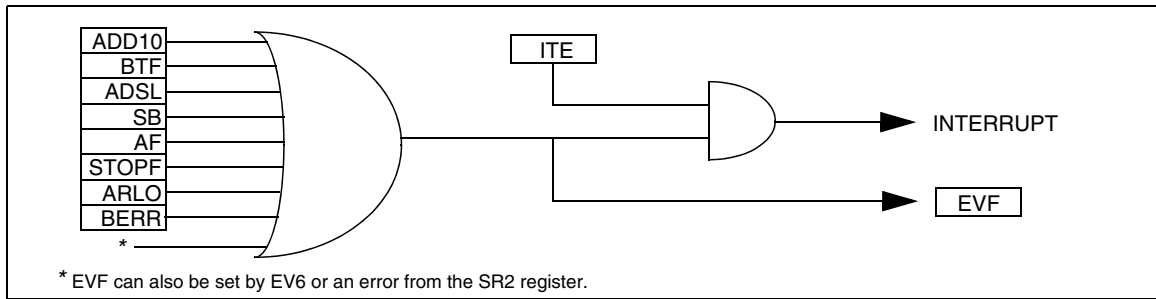 ADD10
BTF
ADSL
SB
AF
STOPF
ARLO
BERR
*
ITE
INTERRUPT
EVF
* EVF can also be set by EV6 or an error from the SR2 register.